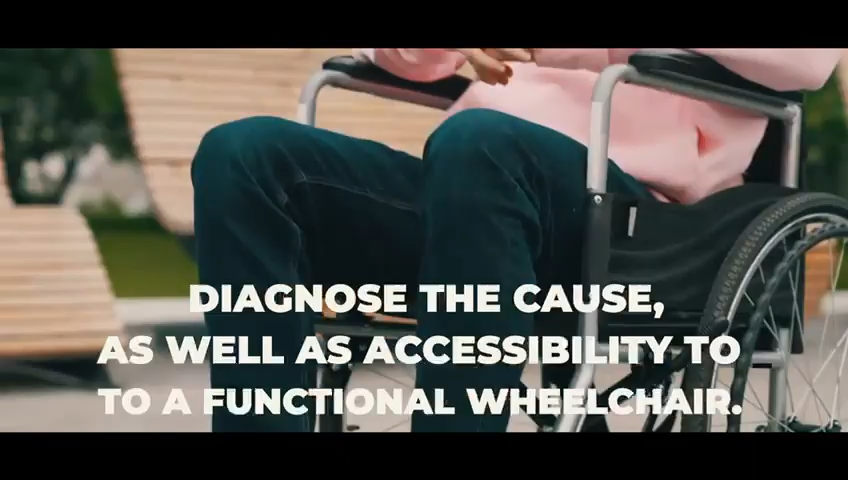 DIAGNOSE THE CAUSE,
AS WELL AS ACCESSIBILITY TO
TO A FUNCTIONAL WHEELCHAIR.